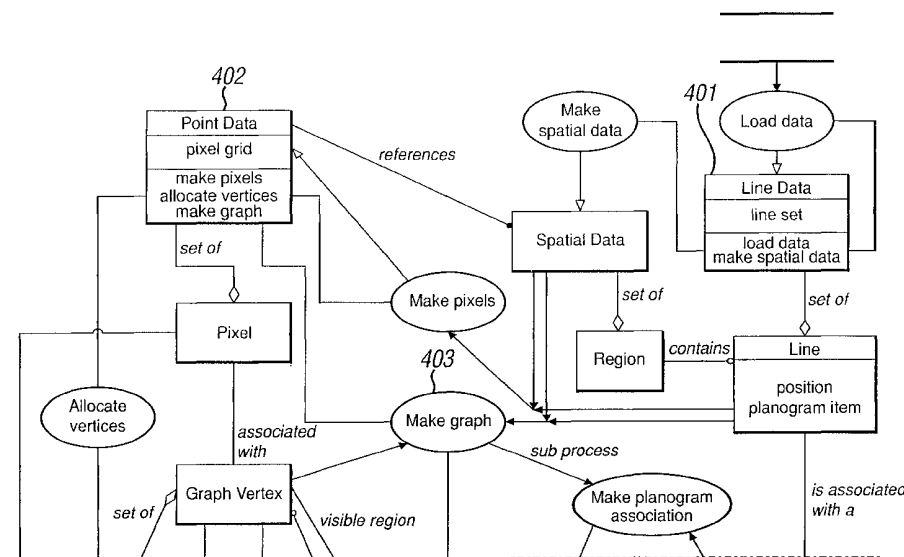 402
Point Data
pixel grid
make pixels
allocate vertices
make graph
references
Make
spatial data
401
Load data
Line Data
line set
load data
make spatial data
Spatial Data
set of
Make pixels
set of
set of
Pixel
Region
contains
Line
position
planogram item
403
Make graph
Allocate
vertices
associated
with
sub process
Graph Vertex
set of
visible region
Make planogram
association
is associated
with a